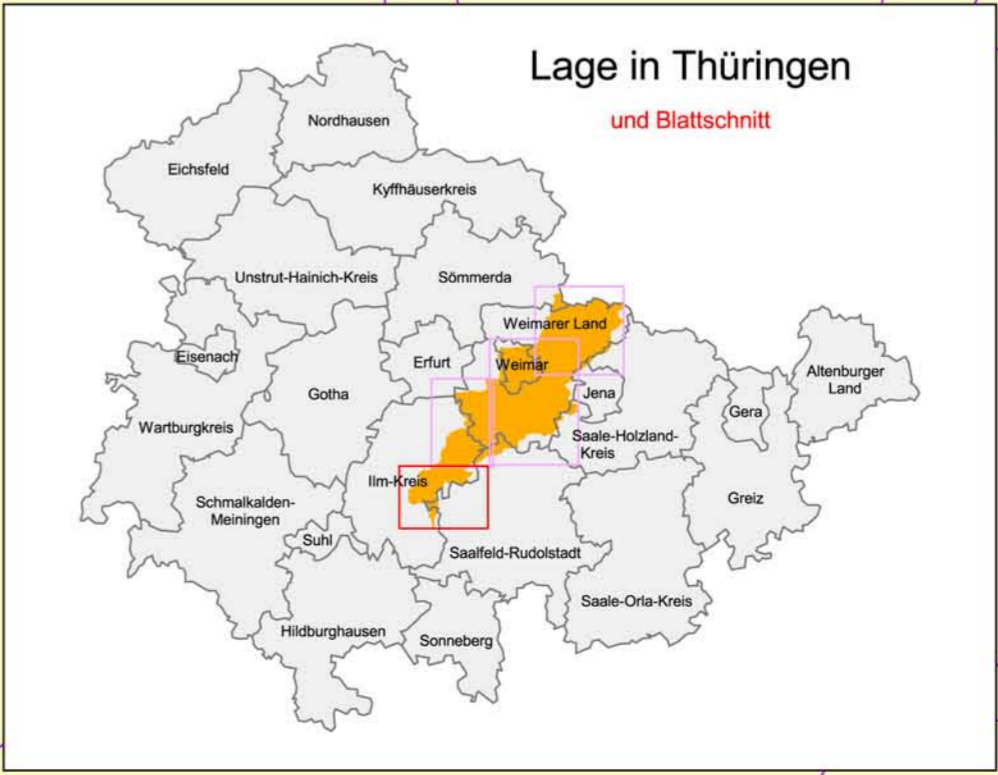 Lage in Thüringen
und Blattschnitt
Nordhausen
Eichsfeld
Kyffhäuserkreis
Unstrut-Hainich-Kreis
Sömmerda
Weimarer Land
Eisenach
Erfurt
Weimar
Altenburger
Land
Gotha
Jena
Gera
Wartburgkreis
Saale-Holzland-
Kreis
Ilm-Kreis
Schmalkalden-
Meiningen
Greiz
Suhl
Saalfeld-Rudolstadt
Saale-Orla-Kreis
Hildburghausen
Sonneberg